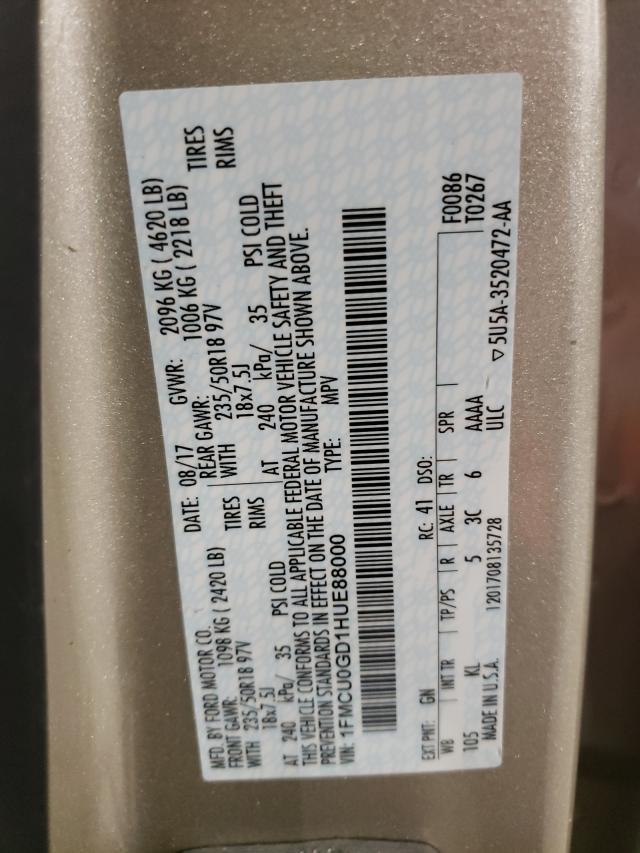 MFD. BY FORD MOTOR CO.
DATE: 08/17 GVWR: 2096 KG ( 4620 LB)
FRONT GAWR: 1098 KG ( 2420 LB) REAR GAWR: 1006 KG ( 2218 LB)
WITH 235/50R18 97V TIRES WITH 235/50R18 97V TIRES
18x7.5J RIMS 18x7.5J RIMS
AT 240 kPa/ 35 PSI COLD AT 240 kPa/ 35 PSI COLD
THIS VEHICLE CONFORMS TO ALL APPLICABLE FEDERAL MOTOR VEHICLE SAFETY AND THEFT
PREVENTION STANDARDS IN EFFECT ON THE DATE OF MANUFACTURE SHOWN ABOVE.
VIN: 1FMCU0GD1HUE88000 TYPE: MPV
EXT PNT: GN RC: 41 DSO: F0086
WB INT TR TP/PS R AXLE TR SPR T0267
105 KL 5 3C 6 AAAA
MADE IN U.S.A. 1201708135728 ULC ▽5U5A-3520472-AA